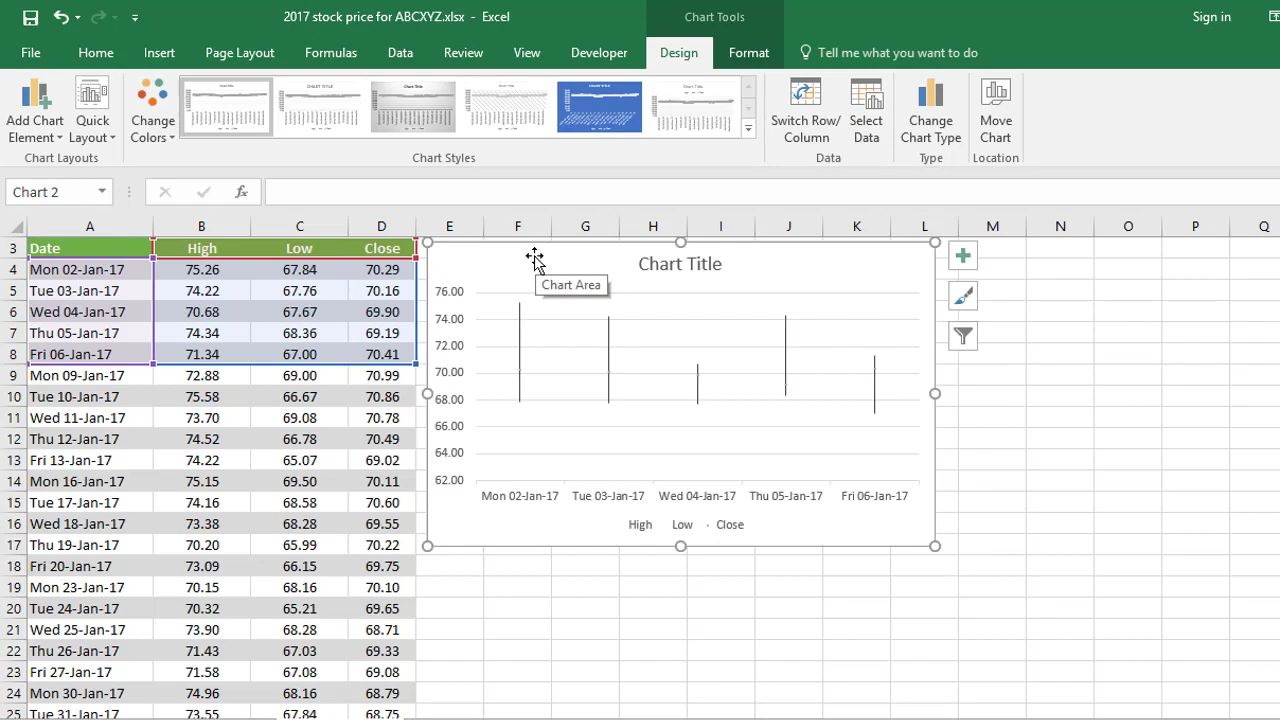 2017 stock price for ABCXYZ.xlsx - Excel
Chart Tools
Sign in
File Home Insert Page Layout Formulas Data Review View Developer Design Format Tell me what you want to do
Add Chart Element
Quick Layout
Change Colors
Switch Row/ Column
Select Data
Change Chart Type
Move Chart
Chart Layouts Chart Styles Data Type Location
Chart 2 fx
A B C D E F G H I J K L M N O P Q
3 Date High Low Close
4 Mon 02-Jan-17 75.26 67.84 70.29
5 Tue 03-Jan-17 74.22 67.76 70.16
6 Wed 04-Jan-17 70.68 67.67 69.90
7 Thu 05-Jan-17 74.34 68.36 69.19
8 Fri 06-Jan-17 71.34 67.00 70.41
9 Mon 09-Jan-17 72.88 69.00 70.99
10 Tue 10-Jan-17 75.58 66.67 70.86
11 Wed 11-Jan-17 73.70 69.08 70.78
12 Thu 12-Jan-17 74.52 66.78 70.49
13 Fri 13-Jan-17 74.22 65.07 69.02
14 Mon 16-Jan-17 75.15 69.50 70.11
15 Tue 17-Jan-17 74.16 68.58 70.60
16 Wed 18-Jan-17 73.38 68.28 69.55
17 Thu 19-Jan-17 70.20 65.99 70.22
18 Fri 20-Jan-17 73.09 66.15 69.75
19 Mon 23-Jan-17 70.15 68.16 70.10
20 Tue 24-Jan-17 70.32 65.21 69.65
21 Wed 25-Jan-17 73.90 68.28 68.71
22 Thu 26-Jan-17 71.43 67.03 69.33
23 Fri 27-Jan-17 71.58 67.08 69.08
24 Mon 30-Jan-17 74.96 68.16 68.79
25 Tue 31-Jan-17 73.55 67.84 68.75
Chart Title
Chart Area
76.00
74.00
72.00
70.00
68.00
66.00
64.00
62.00
Mon 02-Jan-17 Tue 03-Jan-17 Wed 04-Jan-17 Thu 05-Jan-17 Fri 06-Jan-17
High Low Close